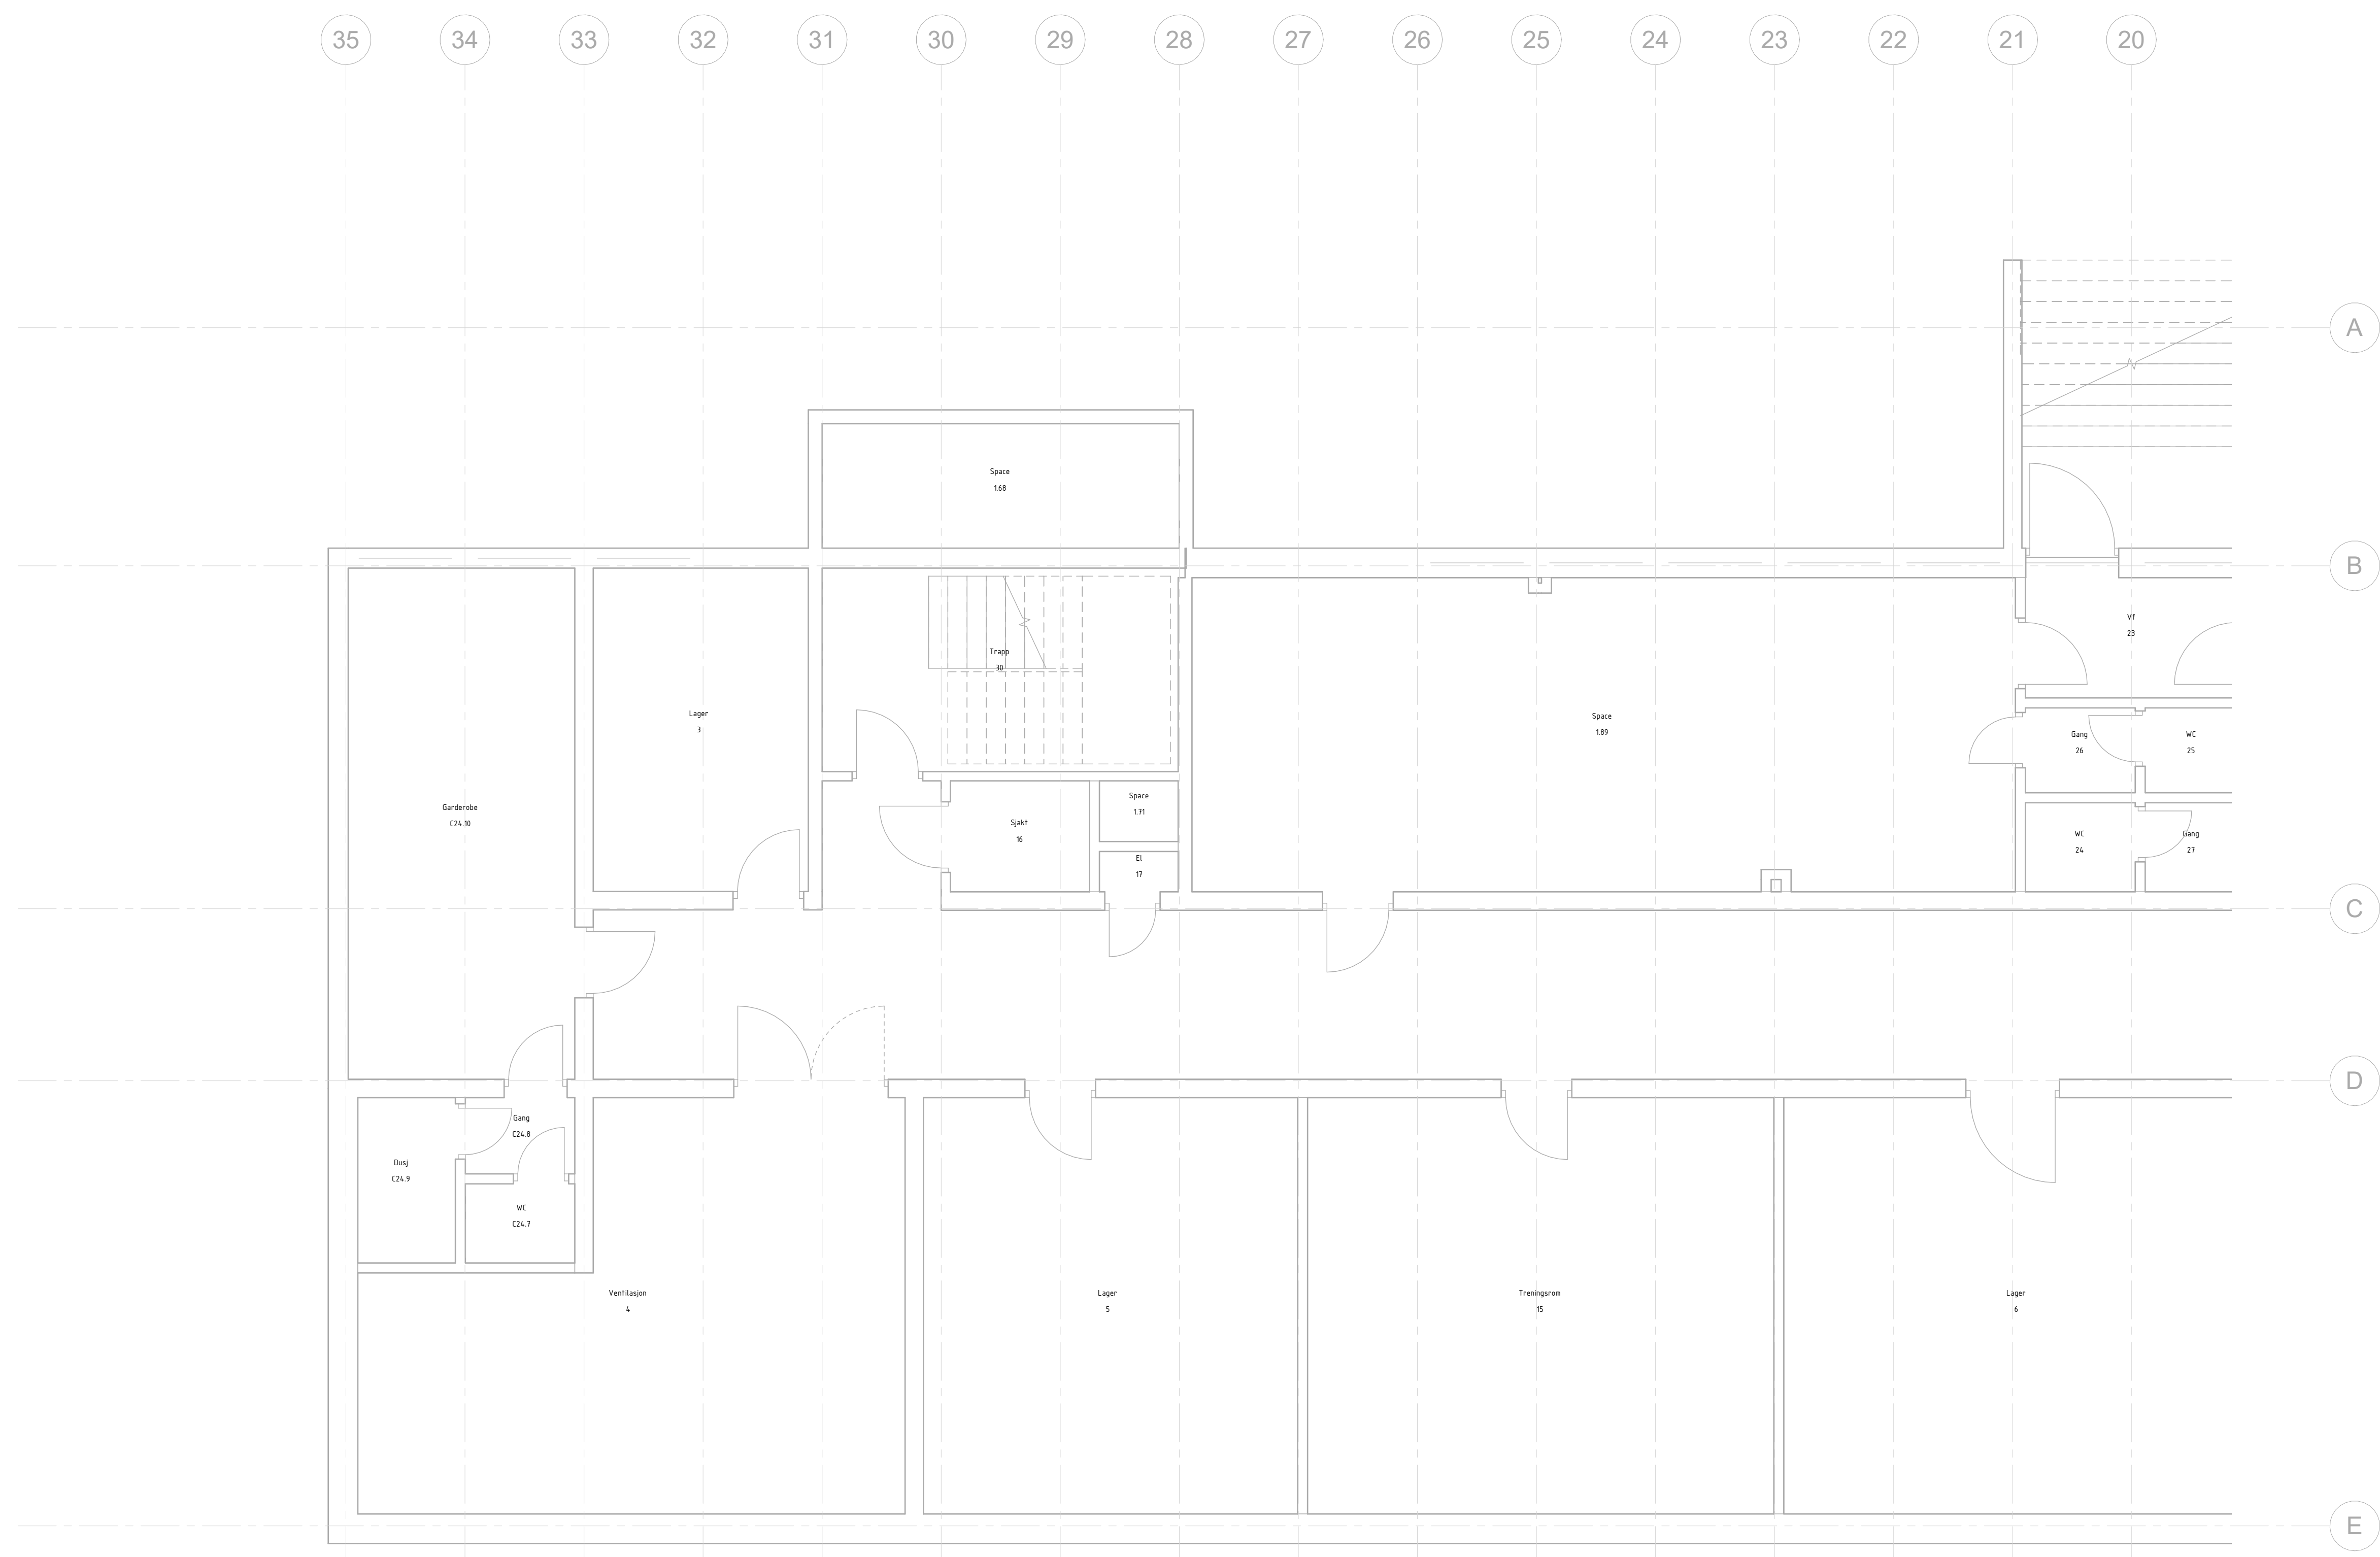 35
34
33
32
31
30
29
28
27
26
25
24
23
22
21
20
A
Space
1.68
B
Vf
23
Trapp
30
Lager
3
Space
1.89
Gang
26
WC
25
Garderobe
C24.10
Space
1.71
Sjakt
16
WC
24
Gang
27
El
17
C
D
Gang
C24.8
Dusj
C24.9
WC
C24.7
Ventilasjon
4
Lager
5
Treningsrom
15
Lager
6
E